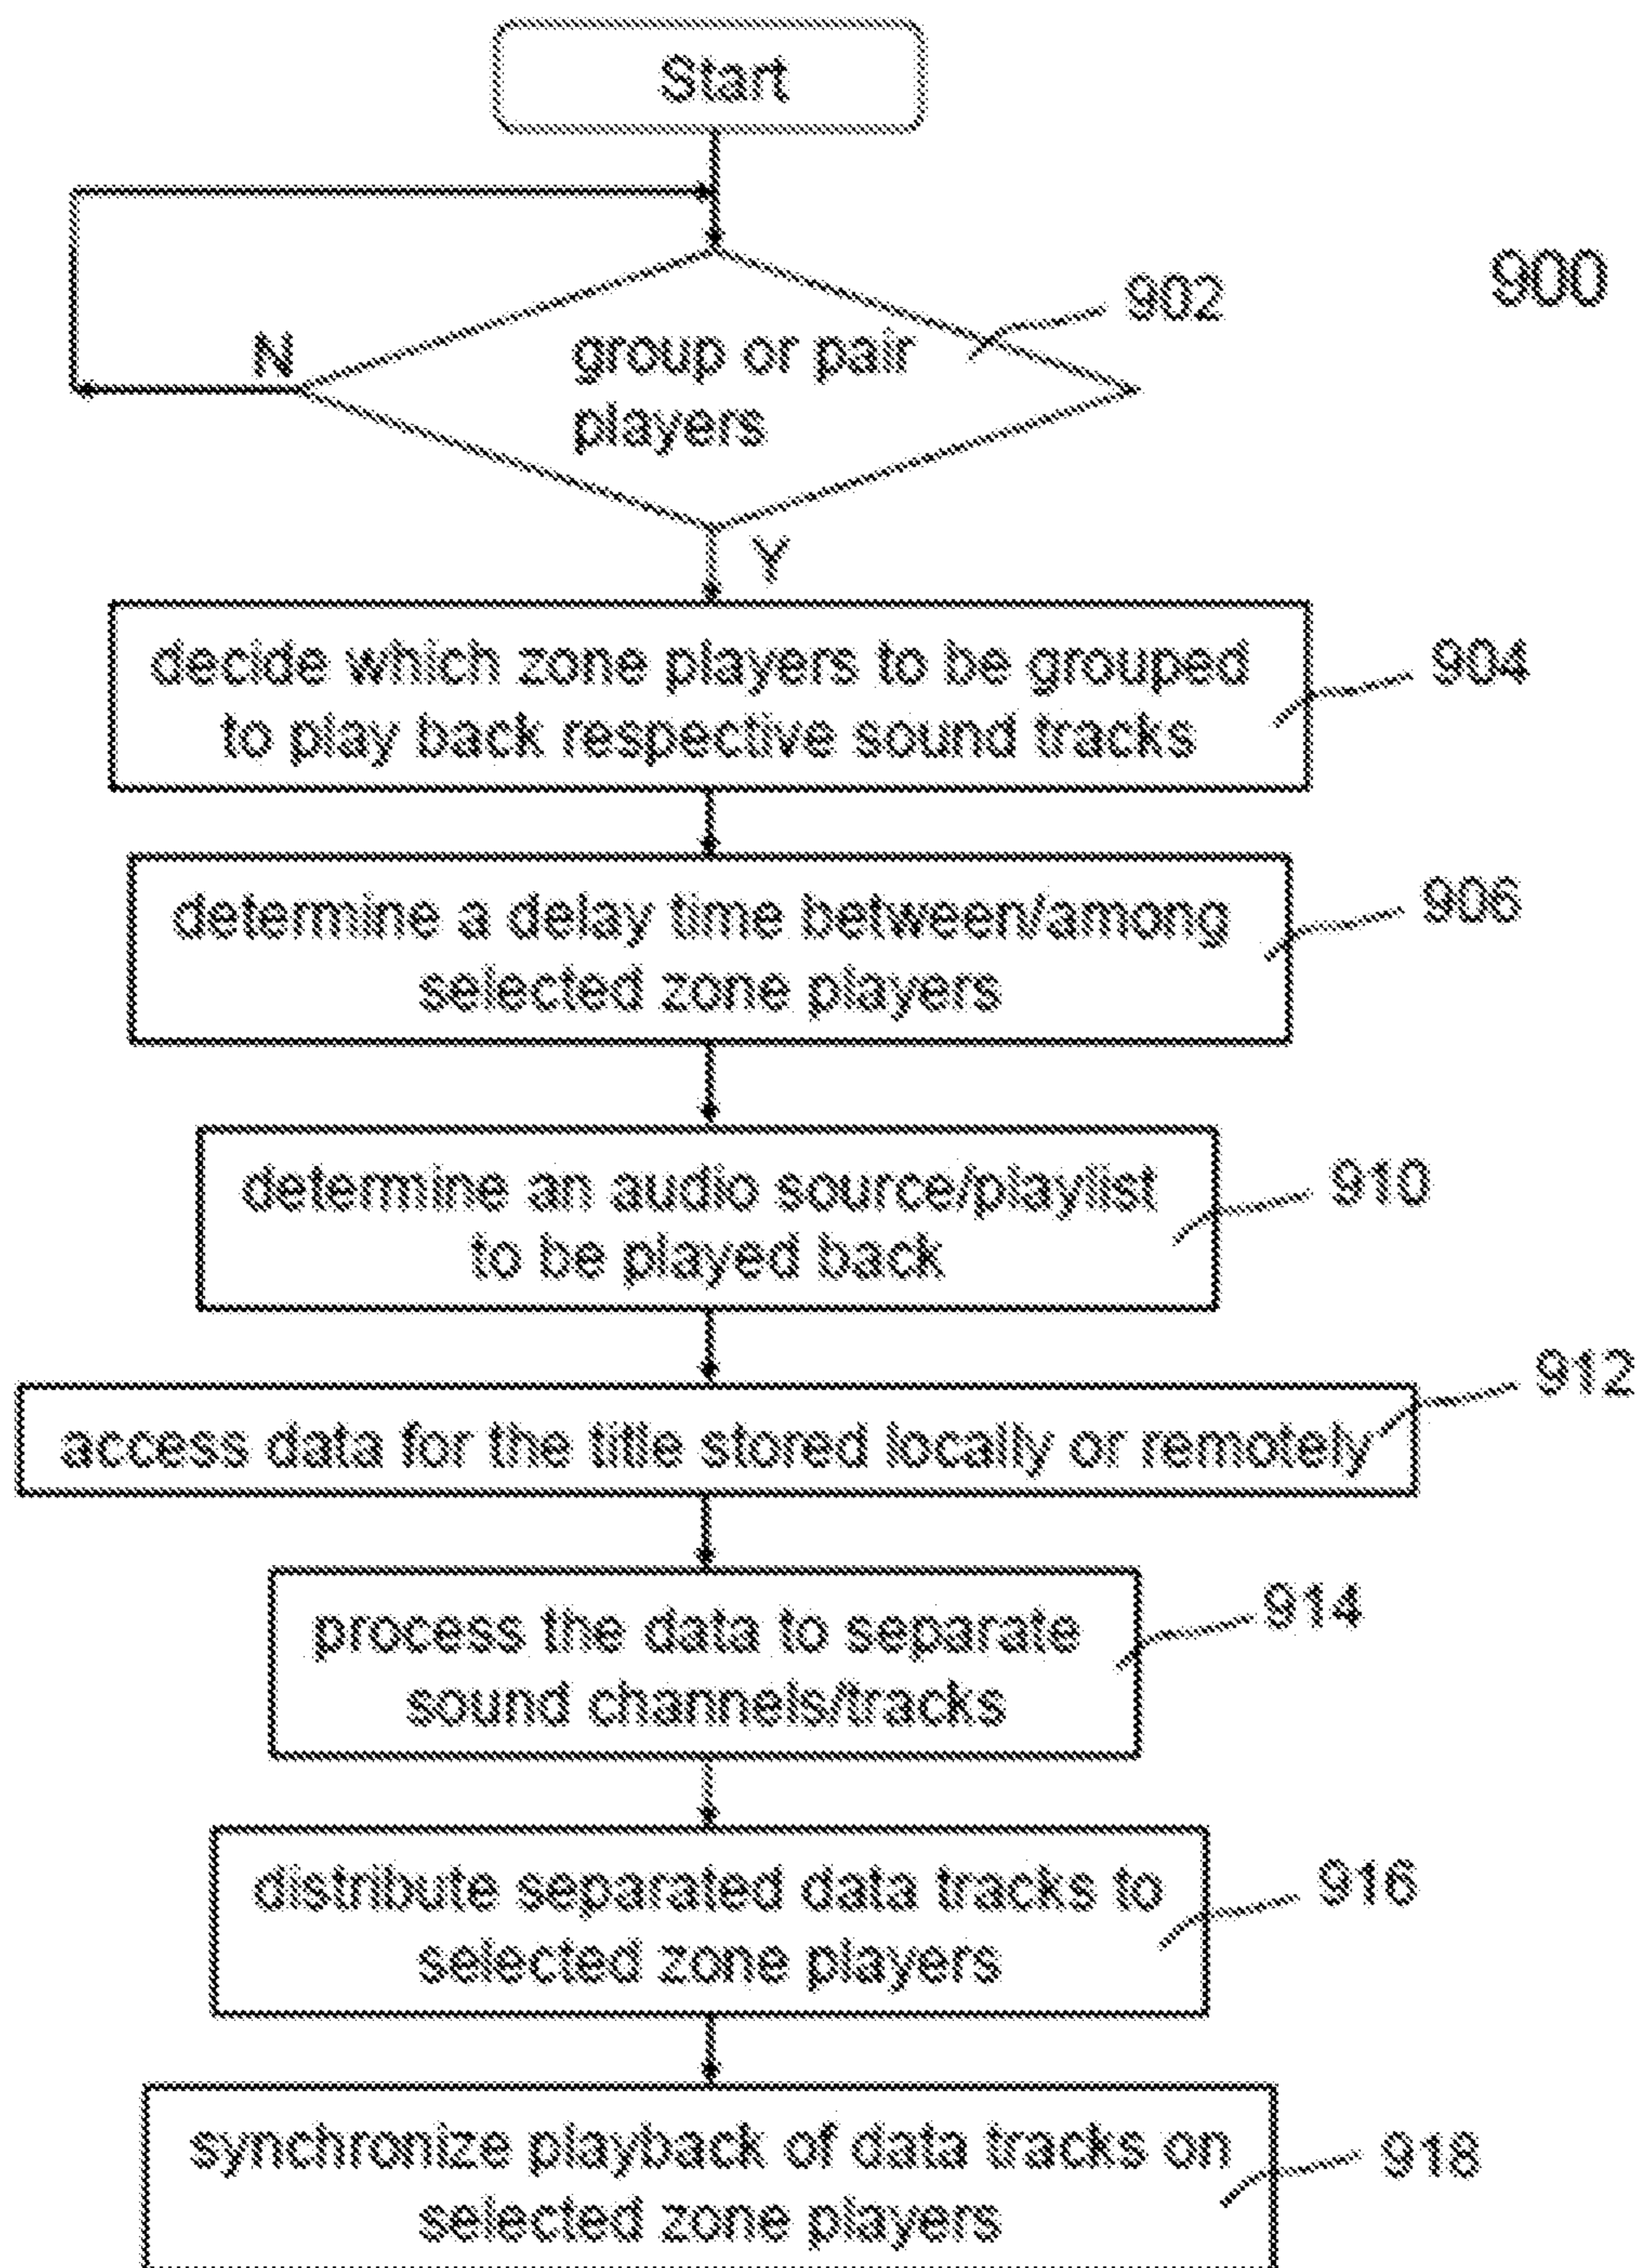 Start
900
902
N
group or pair
players
Y
decide which zone players to be grouped
to play back respective sound tracks
904
determine a delay time between/among
selected zone players
906
determine an audio source/playlist
to be played back
910
access data for the title stored locally or remotely
912
process the data to separate
sound channels/tracks
914
distribute separated data tracks to
selected zone players
916
synchronize playback of data tracks on
selected zone players
918